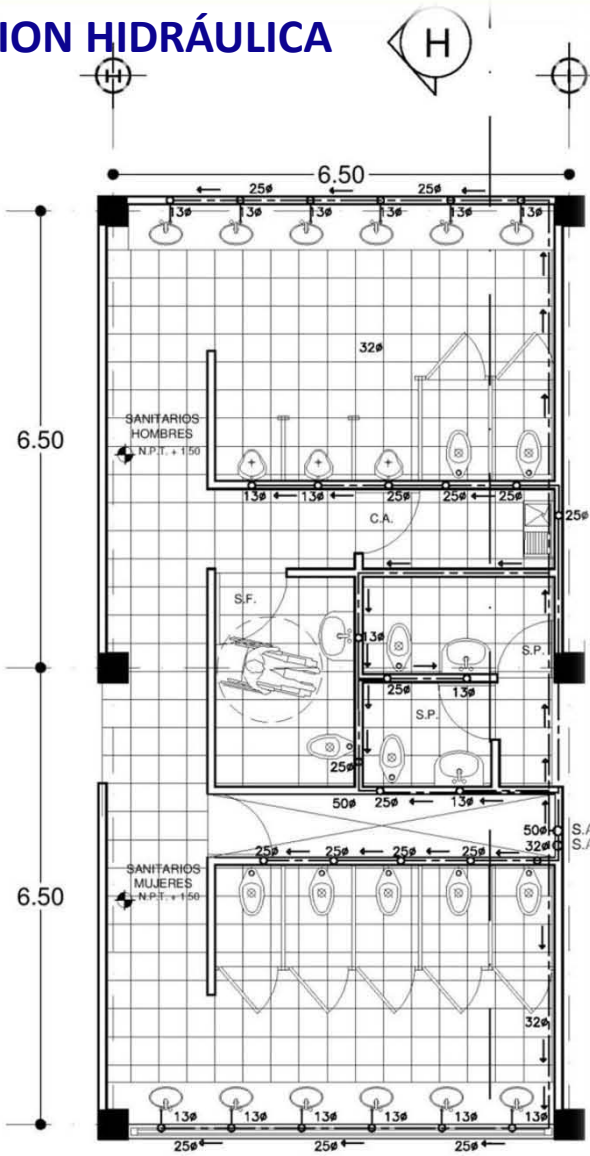 ION HIDRÁULICA
H
H
6.50
25ø 25ø
13ø 13ø 13ø 13ø 13ø 13ø
32ø
6.50
SANITARIOS
HOMBRES
N.P.T. + 1.50
13ø 13ø 25ø 25ø 25ø
25ø
C.A.
S.F.
13ø
S.P.
25ø 13ø
S.P.
25ø
50ø 25ø 13ø
50ø S.A
32ø S.A
25ø 25ø 25ø 25ø
SANITARIOS
MUJERES
N.P.T. + 1.50
6.50
32ø
13ø 13ø 13ø 13ø 13ø 13ø
25ø 25ø 25ø